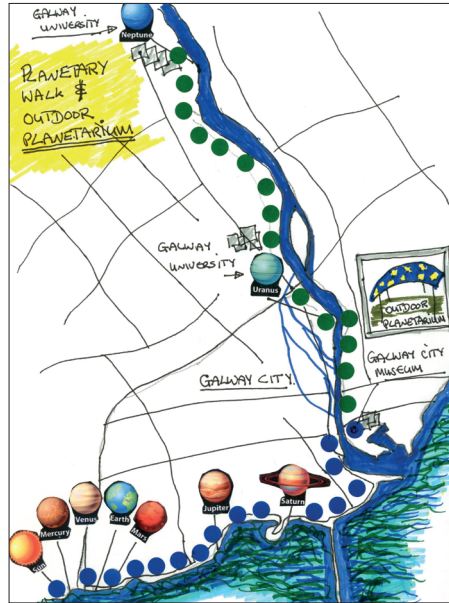 GALWAY
UNIVERSITY
Neptune
PLANETARY
WALK &
OUTDOOR
PLANETARIUM
GALWAY
UNIVERSITY
Uranus
OUTDOOR
PLANETARIUM
GALWAY CITY
MUSEUM
GALWAY CITY.
Sun
Mercury
Venus
Earth
Mars
Jupiter
Saturn